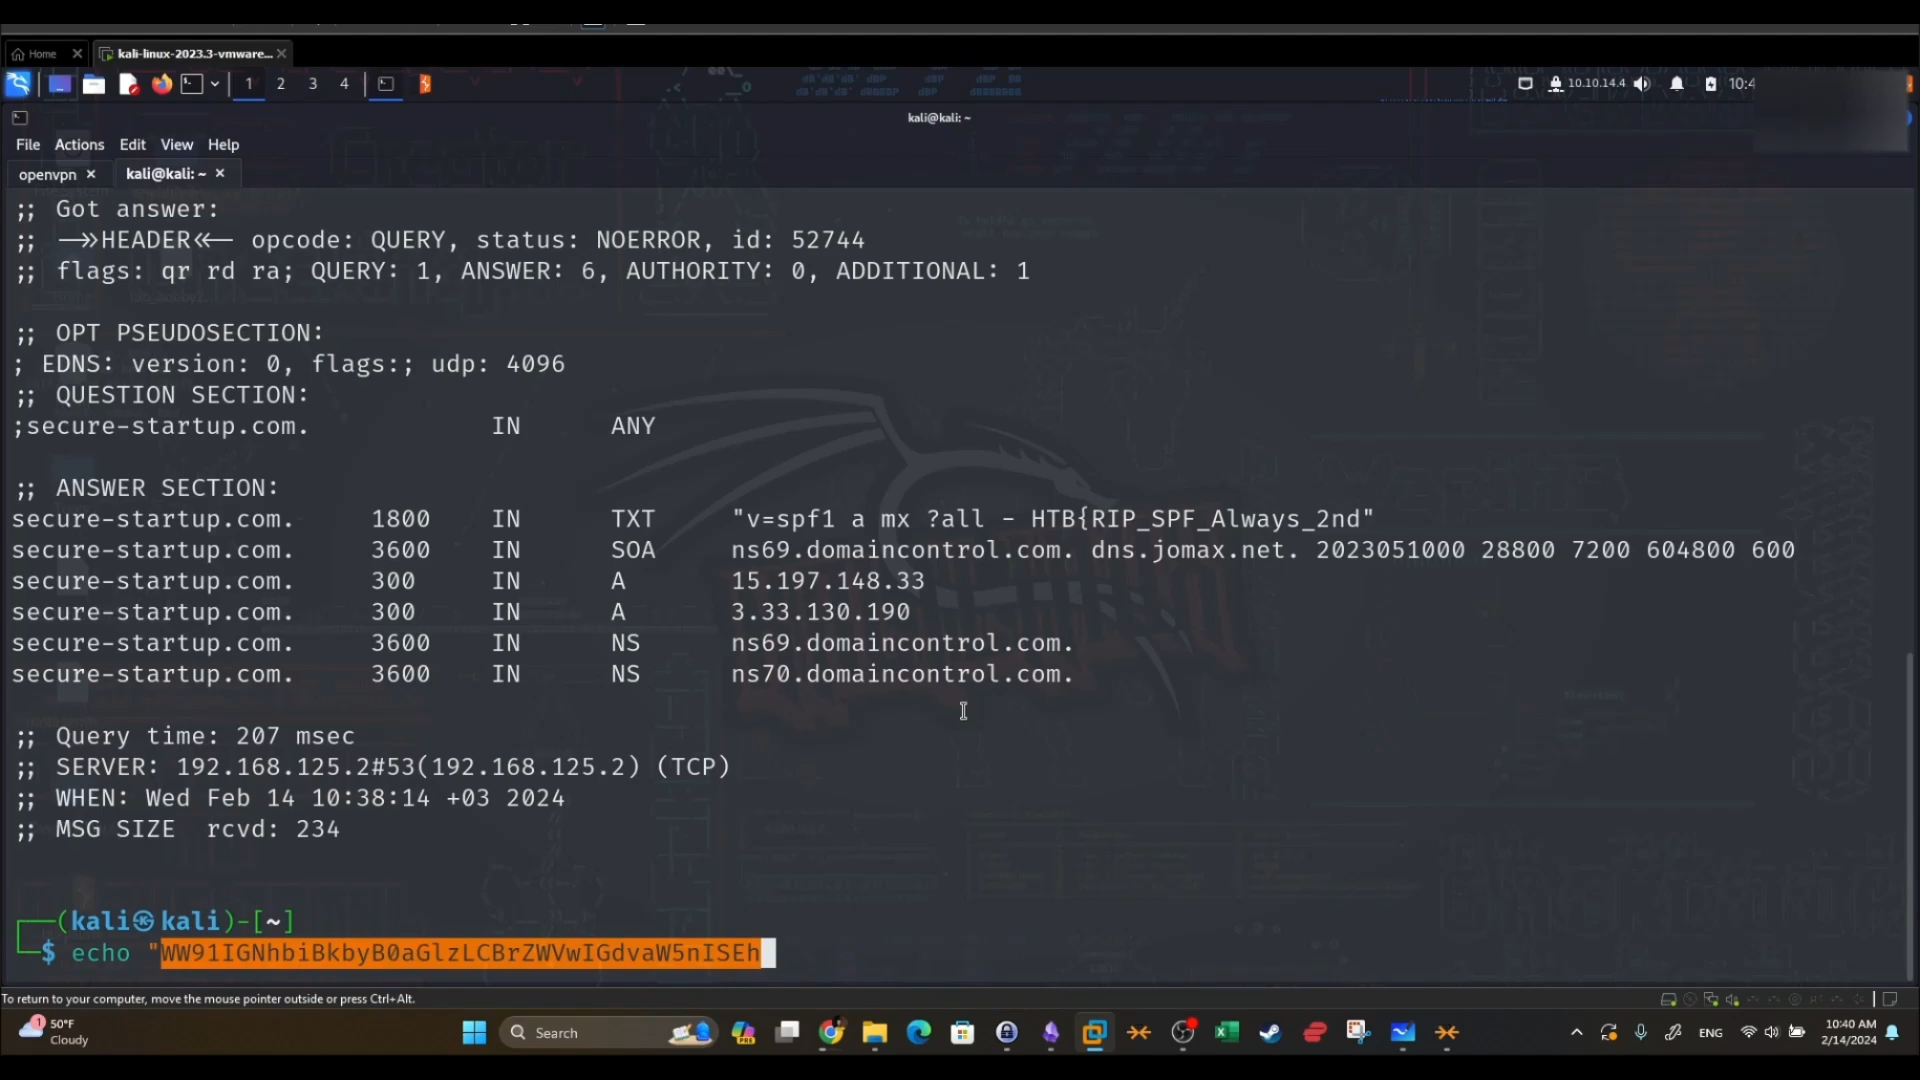 Home
kali-linux-2023.3-vmware...
1 2 3 4
10.10.14.4
10:4
kali@kali: ~
File Actions Edit View Help
openvpn
kali@kali: ~
;; Got answer:
;; ->>HEADER<<- opcode: QUERY, status: NOERROR, id: 52744
;; flags: qr rd ra; QUERY: 1, ANSWER: 6, AUTHORITY: 0, ADDITIONAL: 1
;; OPT PSEUDOSECTION:
; EDNS: version: 0, flags:; udp: 4096
;; QUESTION SECTION:
;secure-startup.com. IN ANY
;; ANSWER SECTION:
secure-startup.com. 1800 IN TXT "v=spf1 a mx ?all - HTB{RIP_SPF_Always_2nd"
secure-startup.com. 3600 IN SOA ns69.domaincontrol.com. dns.jomax.net. 2023051000 28800 7200 604800 600
secure-startup.com. 300 IN A 15.197.148.33
secure-startup.com. 300 IN A 3.33.130.190
secure-startup.com. 3600 IN NS ns69.domaincontrol.com.
secure-startup.com. 3600 IN NS ns70.domaincontrol.com.
;; Query time: 207 msec
;; SERVER: 192.168.125.2#53(192.168.125.2) (TCP)
;; WHEN: Wed Feb 14 10:38:14 +03 2024
;; MSG SIZE rcvd: 234
(kali㉿kali)-[~]
$ echo "WW91IGNhbiBkbyB0aGlzLCBrZWVwIGdvaW5nISEh
To return to your computer, move the mouse pointer outside or press Ctrl+Alt.
1
50°F
Cloudy
Search
PRE
ENG
10:40 AM
2/14/2024